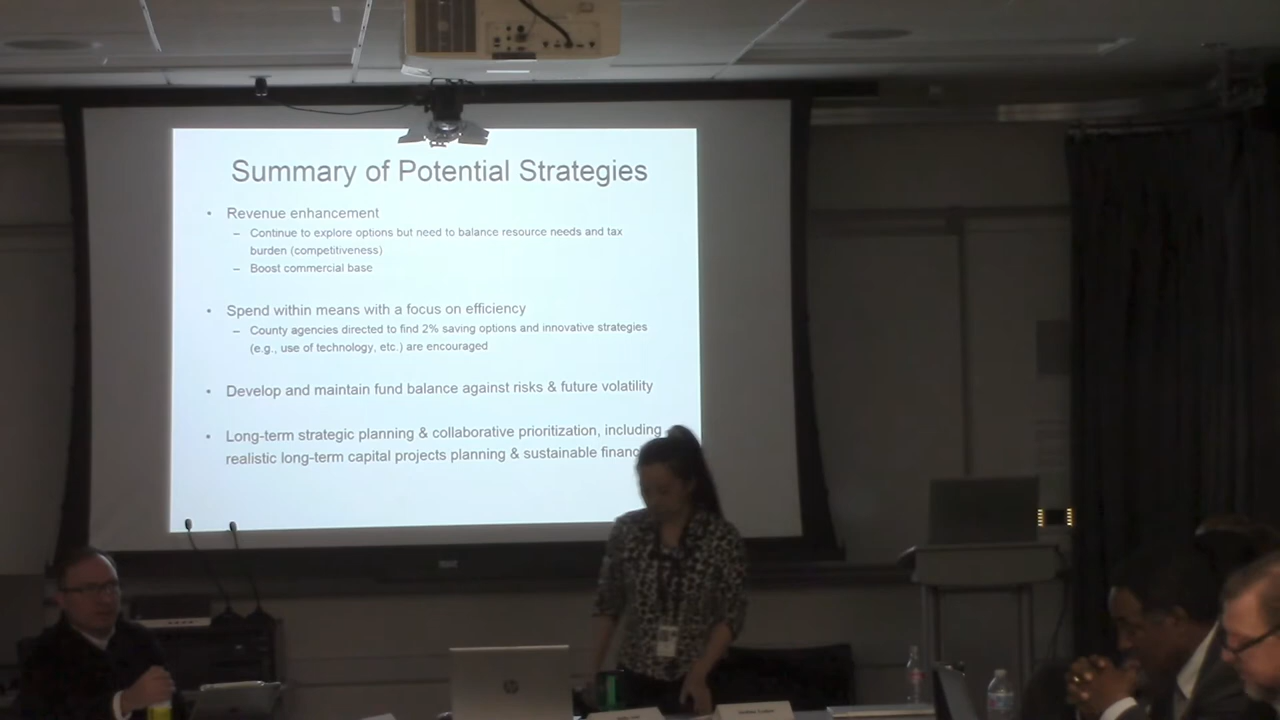 Summary of Potential Strategies
• Revenue enhancement
– Continue to explore options but need to balance resource needs and tax
burden (competitiveness)
– Boost commercial base
• Spend within means with a focus on efficiency
– County agencies directed to find 2% saving options and innovative strategies
(e.g., use of technology, etc.) are encouraged
• Develop and maintain fund balance against risks & future volatility
• Long-term strategic planning & collaborative prioritization, including
realistic long-term capital projects planning & sustainable financ
hp